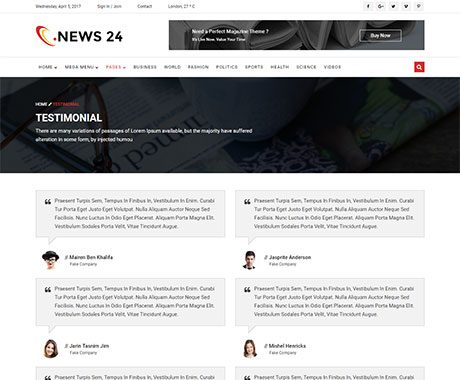 Wednesday, April 5, 2017 Sign In / Join Contact London, 27 ° C
NEWS 24
Need a Perfect Magazine Theme ?
It's Live Now. Value Your Time
Buy Now
HOME MEGA MENU PAGES BUSINESS WORLD FASHION POLITICS SPORTS HEALTH SCIENCE VIDEOS
HOME TESTIMONIAL
TESTIMONIAL
There are many variations of passages of Lorem Ipsum available, but the majority have suffered
alteration in some form, by injected humou
Praesent Turpis Sem, Tempus In Finibus In, Vestibulum In Enim. Curabi
Tur Porta Eget Justo Eget Volutpat. Nulla Aliquam Auctor Neque Sed
Facilisis. Nunc Luctus In Odio Eget Placerat. Aliquam Porta Magna Elit.
Vestibulum Sodales Porta Velit, Vitae Tincidunt Augue.
// Mairon Ben Khalifa
Fake Company
Praesent Turpis Sem, Tempus In Finibus In, Vestibulum In Enim. Curabi
Tur Porta Eget Justo Eget Volutpat. Nulla Aliquam Auctor Neque Sed
Facilisis. Nunc Luctus In Odio Eget Placerat. Aliquam Porta Magna Elit.
Vestibulum Sodales Porta Velit, Vitae Tincidunt Augue.
// Jasprite Anderson
Fake Company
Praesent Turpis Sem, Tempus In Finibus In, Vestibulum In Enim. Curabi
Tur Porta Eget Justo Eget Volutpat. Nulla Aliquam Auctor Neque Sed
Facilisis. Nunc Luctus In Odio Eget Placerat. Aliquam Porta Magna Elit.
Vestibulum Sodales Porta Velit, Vitae Tincidunt Augue.
// Jarin Tasnim Jim
Fake Company
Praesent Turpis Sem, Tempus In Finibus In, Vestibulum In Enim. Curabi
Tur Porta Eget Justo Eget Volutpat. Nulla Aliquam Auctor Neque Sed
Facilisis. Nunc Luctus In Odio Eget Placerat. Aliquam Porta Magna Elit.
Vestibulum Sodales Porta Velit, Vitae Tincidunt Augue.
// Mishel Henricka
Fake Company
Praesent Turpis Sem, Tempus In Finibus In, Vestibulum In Enim. Curabi
Praesent Turpis Sem, Tempus In Finibus In, Vestibulum In Enim. Curabi